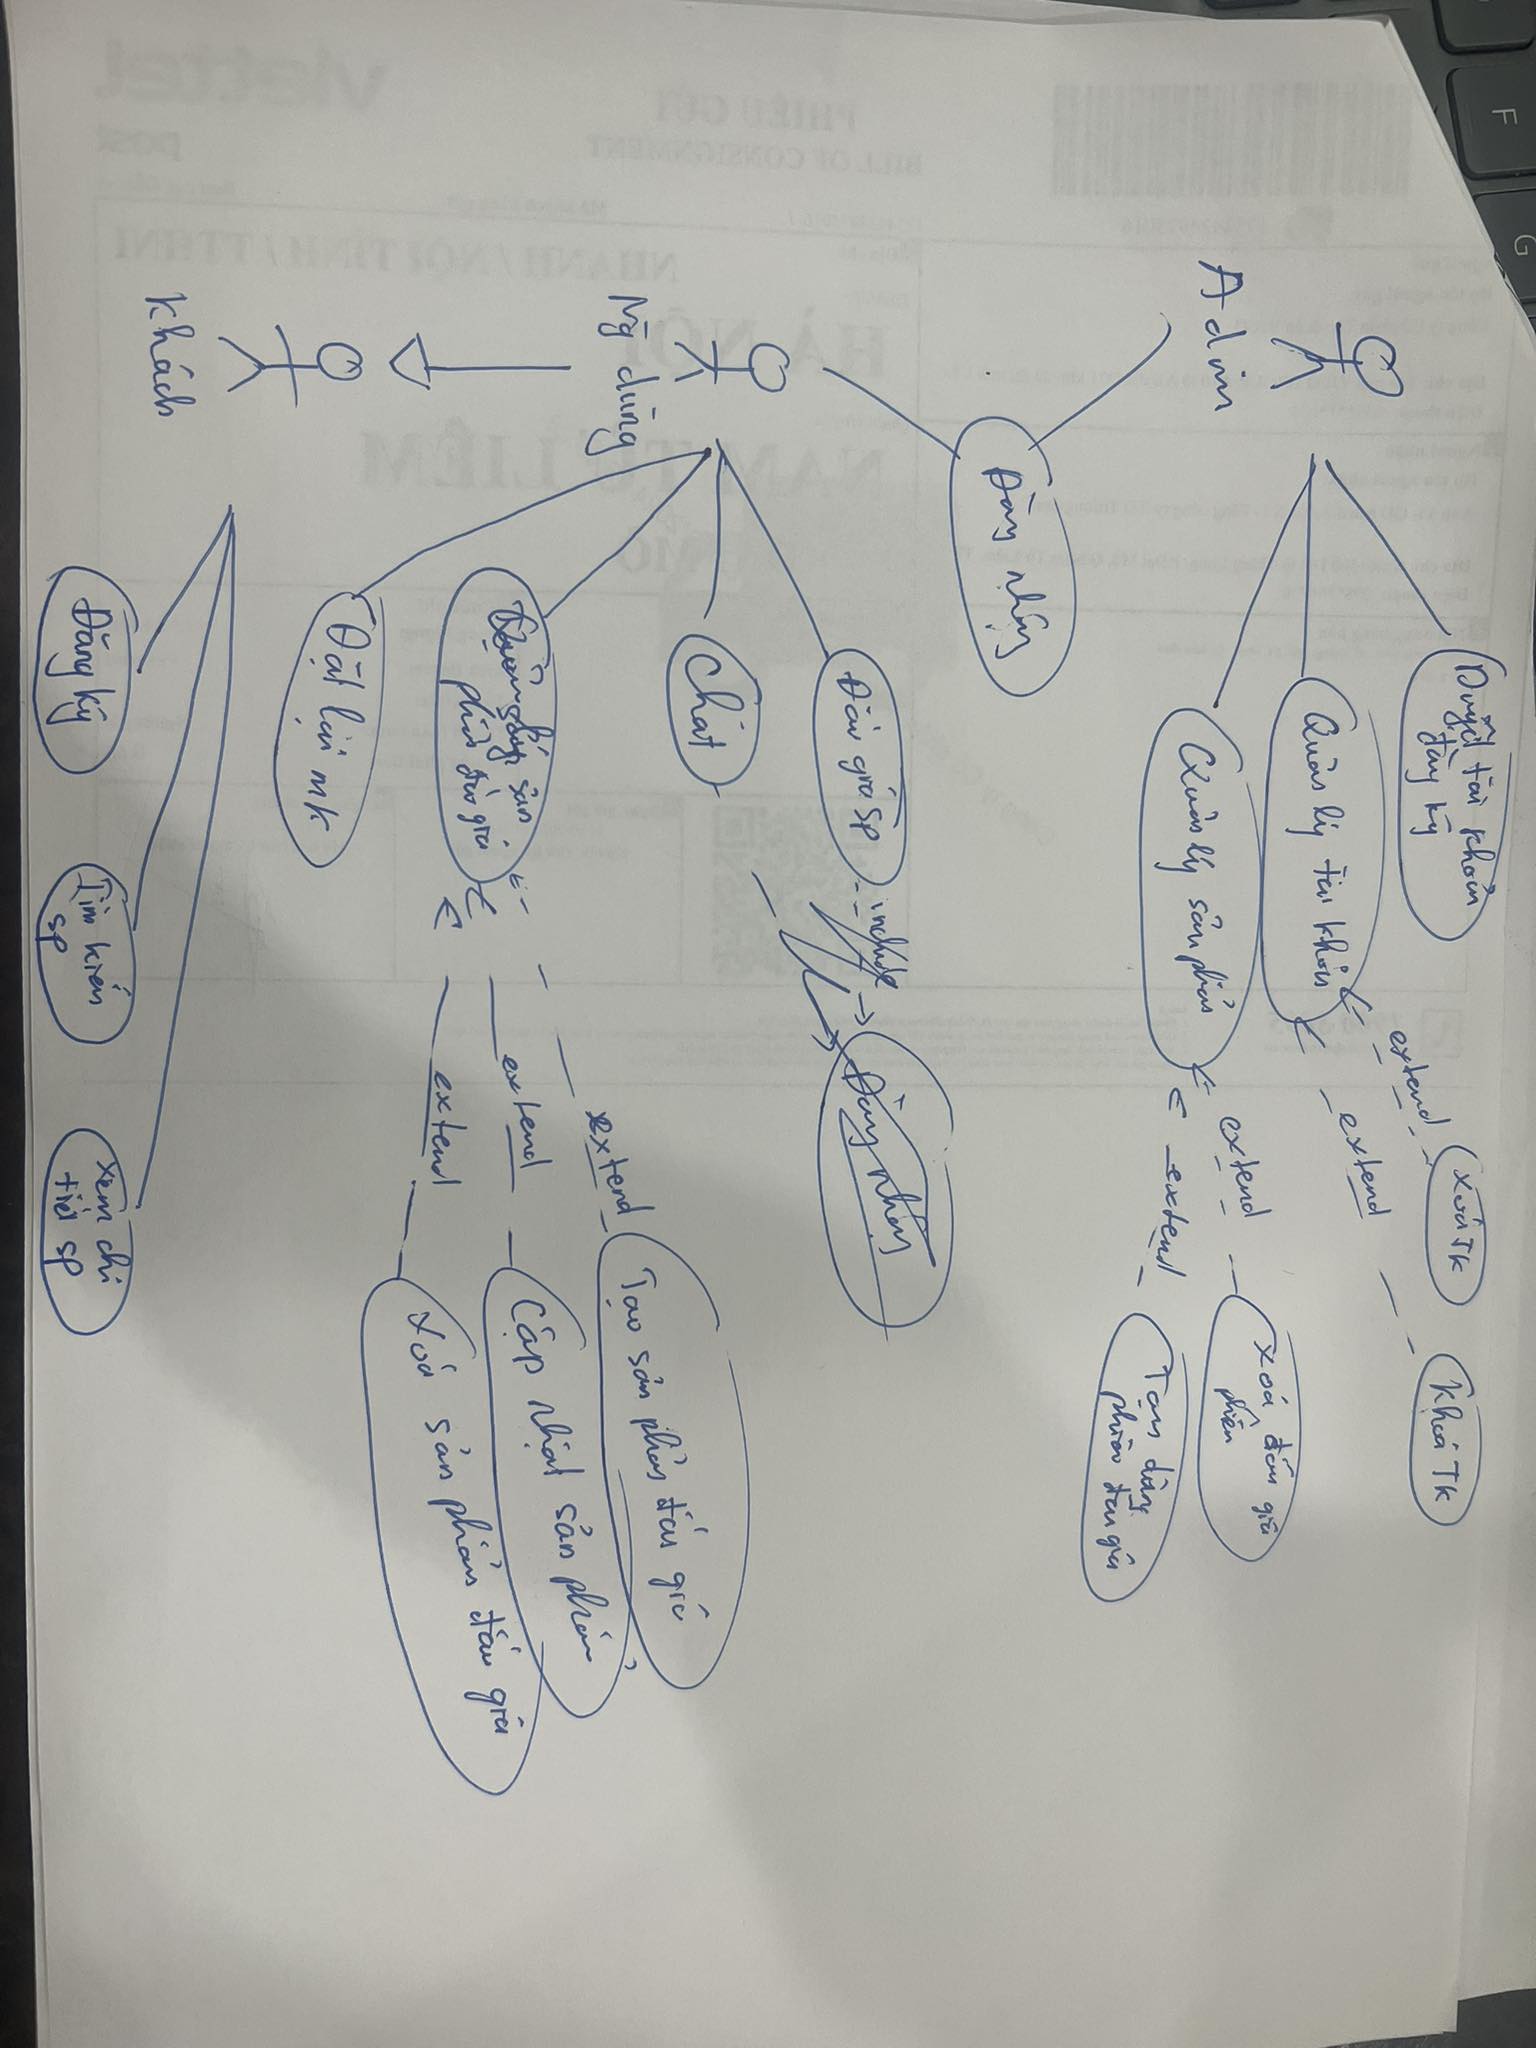 Duyệt tài khoản
đăng ký
Xoá TK
Khoá TK
extend
extend
Quản lý tài khoản
Admin
extend
Xoá đấu giá
phiên
Quản lý sản phẩm
extend
Tạm dừng
phiên đấu giá
Đăng nhập
Đấu giá sp
include
Đăng nhập
Chat
Ng dùng
extend
Tạo sản phẩm đấu giá
extend
Cập nhật sản phẩm
sản
phẩm đấu giá
extend
Xoá sản phẩm đấu giá
Đặt lại mk
Khách
Đăng ký
Tìm kiếm
sp
Xem chi
tiết sp
F
G